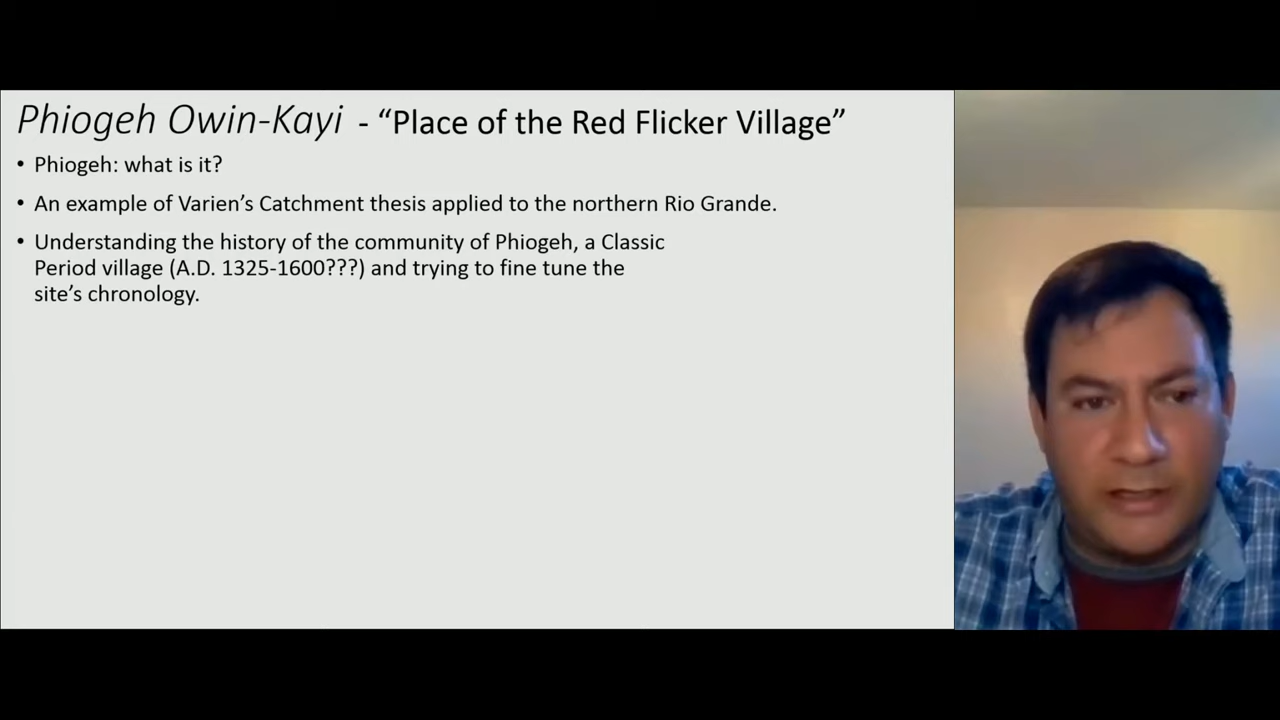 Phiogeh Owin-Kayi - “Place of the Red Flicker Village”
• Phiogeh: what is it?
• An example of Varien’s Catchment thesis applied to the northern Rio Grande.
• Understanding the history of the community of Phiogeh, a Classic
Period village (A.D. 1325-1600???) and trying to fine tune the
site’s chronology.